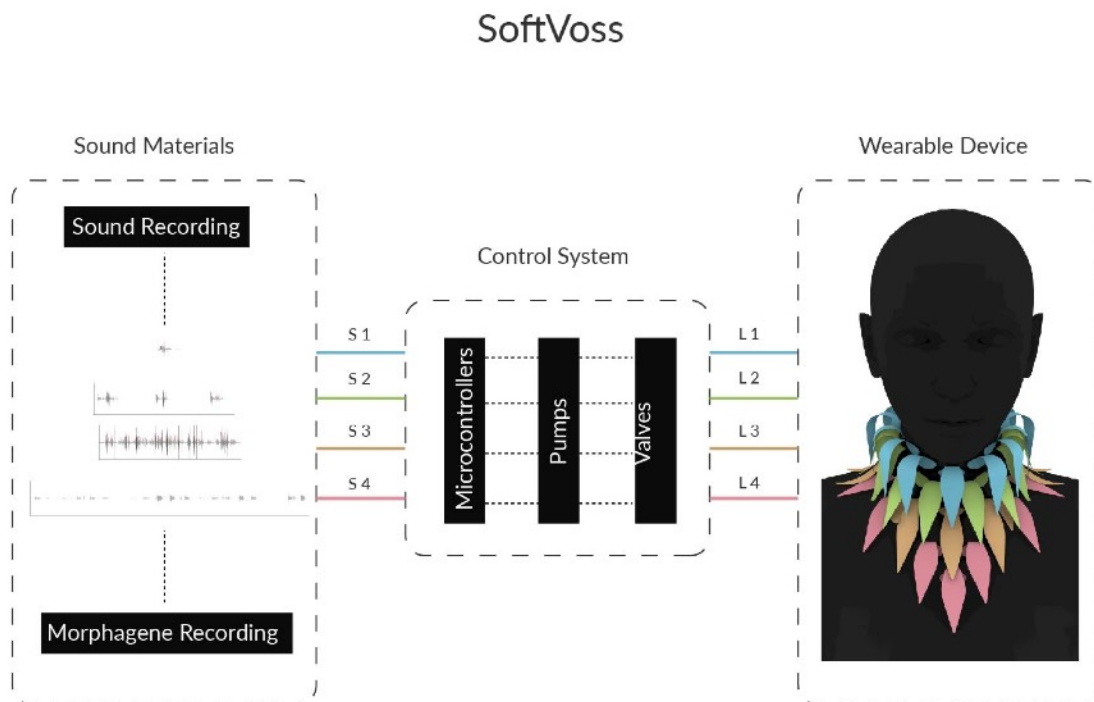 SoftVoss
Sound Materials
Sound Recording
Morphagene Recording
S 1
S 2
S 3
S 4
Control System
Microcontrollers
Pumps
Valves
L 1
L 2
L 3
L 4
Wearable Device